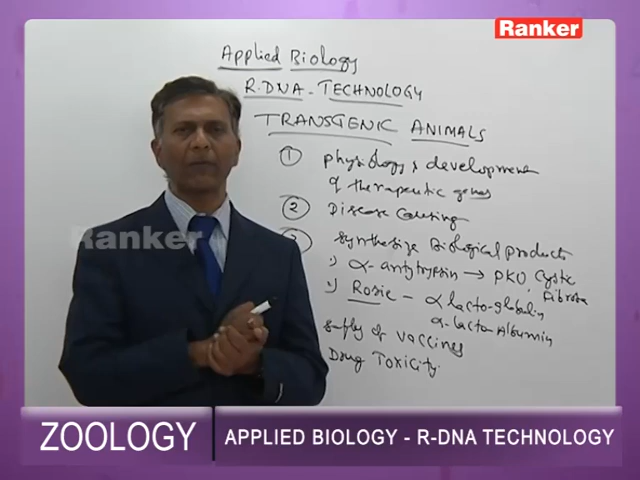 Ranker
Applied Biology
R.DNA - TECHNOLOGY
TRANSGENIC ANIMALS
1 physiology & development
of therapeutic genes
2 Disease Causing
3 Synthesize Biological products
i) α-antytrypsin → PKU, Cystic
Fibrosis
Rosie - α lacto-globulin
α-lacto Albumin
Supply of Vaccines
Drug Toxicity.
Ranker
ZOOLOGY
APPLIED BIOLOGY - R-DNA TECHNOLOGY